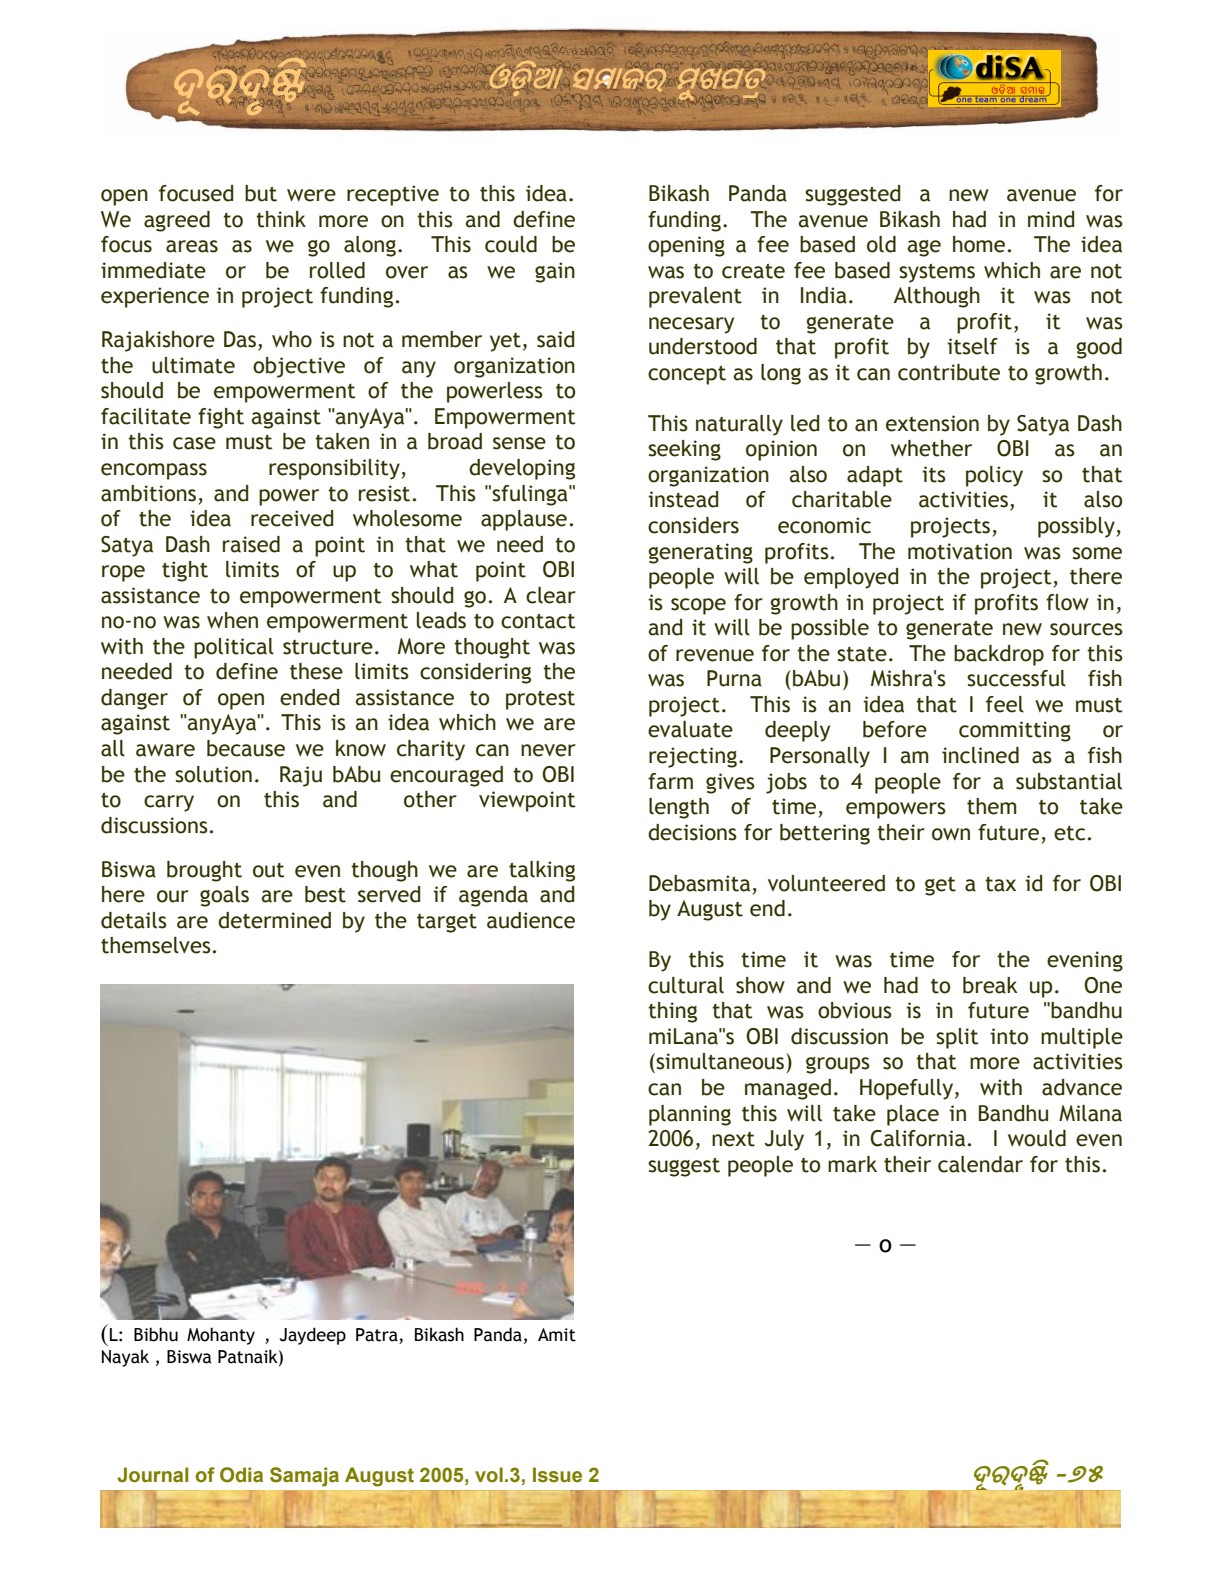 ଦୂରଦୃଷ୍ଟି
ଓଡ଼ିଆ ସମାଜର ମୁଖପତ୍ର
diSA
ଓଡ଼ିଆ ସମାଜ
one team one dream
open focused but were receptive to this idea.
We agreed to think more on this and define
focus areas as we go along.  This could be
immediate or be rolled over as we gain
experience in project funding.
Rajakishore Das, who is not a member yet, said
the ultimate objective of any organization
should be empowerment of the powerless to
facilitate fight against "anyAya".  Empowerment
in this case must be taken in a broad sense to
encompass responsibility, developing
ambitions, and power to resist.  This "sfulinga"
of the idea received wholesome applause.
Satya Dash raised a point in that we need to
rope tight limits of up to what point OBI
assistance to empowerment should go. A clear
no-no was when empowerment leads to contact
with the political structure.  More thought was
needed to define these limits considering the
danger of open ended assistance to protest
against "anyAya". This is an idea which we are
all aware because we know charity can never
be the solution.  Raju bAbu encouraged to OBI
to carry on this and other viewpoint
discussions.
Biswa brought out even though we are talking
here our goals are best served if agenda and
details are determined by the target audience
themselves.
(L: Bibhu Mohanty , Jaydeep Patra, Bikash Panda, Amit
Nayak , Biswa Patnaik)
Bikash Panda suggested a new avenue for
funding.  The avenue Bikash had in mind was
opening a fee based old age home.  The idea
was to create fee based systems which are not
prevalent in India.  Although it was not
necesary to generate a profit, it was
understood that profit by itself is a good
concept as long as it can contribute to growth.
This naturally led to an extension by Satya Dash
seeking opinion on whether OBI as an
organization also adapt its policy so that
instead of charitable activities, it also
considers economic projects, possibly,
generating profits.  The motivation was some
people will be employed in the project, there
is scope for growth in project if profits flow in,
and it will be possible to generate new sources
of revenue for the state.  The backdrop for this
was Purna (bAbu) Mishra's successful fish
project.  This is an idea that I feel we must
evaluate deeply before committing or
rejecting.  Personally I am inclined as a fish
farm gives jobs to 4 people for a substantial
length of time, empowers them to take
decisions for bettering their own future, etc.
Debasmita, volunteered to get a tax id for OBI
by August end.
By this time it was time for the evening
cultural show and we had to break up.  One
thing that was obvious is in future "bandhu
miLana"s OBI discussion be split into multiple
(simultaneous) groups so that more activities
can be managed.  Hopefully, with advance
planning this will take place in Bandhu Milana
2006, next July 1, in California.  I would even
suggest people to mark their calendar for this.
— o —
Journal of Odia Samaja August 2005, vol.3, Issue 2
ଦୂରଦୃଷ୍ଟି -୭୫